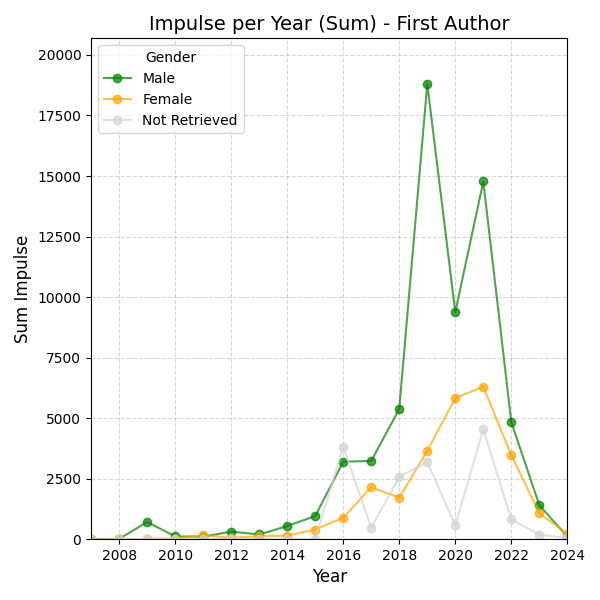 Impulse per Year (Sum) - First Author
Gender
Male
Female
Not Retrieved
20000
17500
15000
12500
10000
7500
5000
2500
0
Sum Impulse
2008 2010 2012 2014 2016 2018 2020 2022 2024
Year